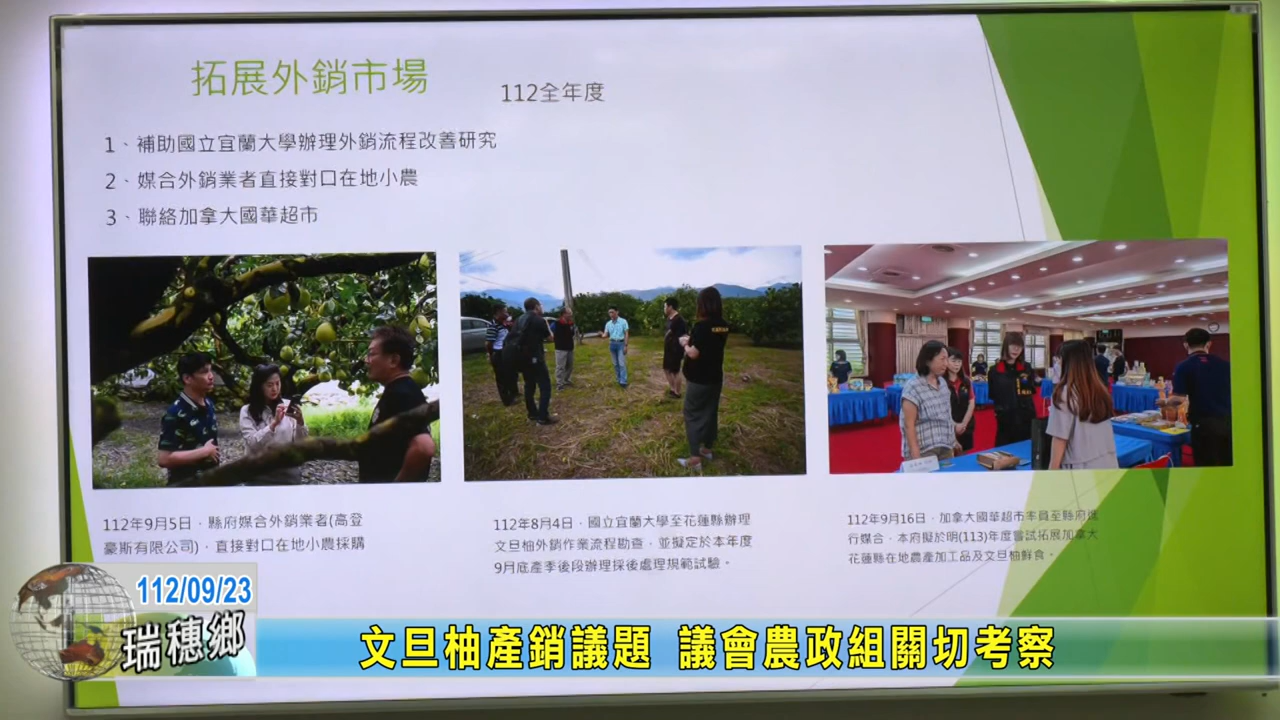 拓展外銷市場
112全年度
1、補助國立宜蘭大學辦理外銷流程改善研究
2、媒合外銷業者直接對口在地小農
3、聯絡加拿大國華超市
112年9月5日，縣府媒合外銷業者(高登
豪斯有限公司)，直接對口在地小農採購
112年8月4日，國立宜蘭大學至花蓮縣辦理
文旦柚外銷作業流程勘查，並擬定於本年度
9月底產季後段辦理採後處理規範試驗。
112年9月16日，加拿大國華超市率員至縣府進
行媒合，本府擬於明(113)年度嘗試拓展加拿大
花蓮縣在地農產加工品及文旦柚鮮食。
112/09/23
瑞穗鄉
文旦柚產銷議題 議會農政組關切考察